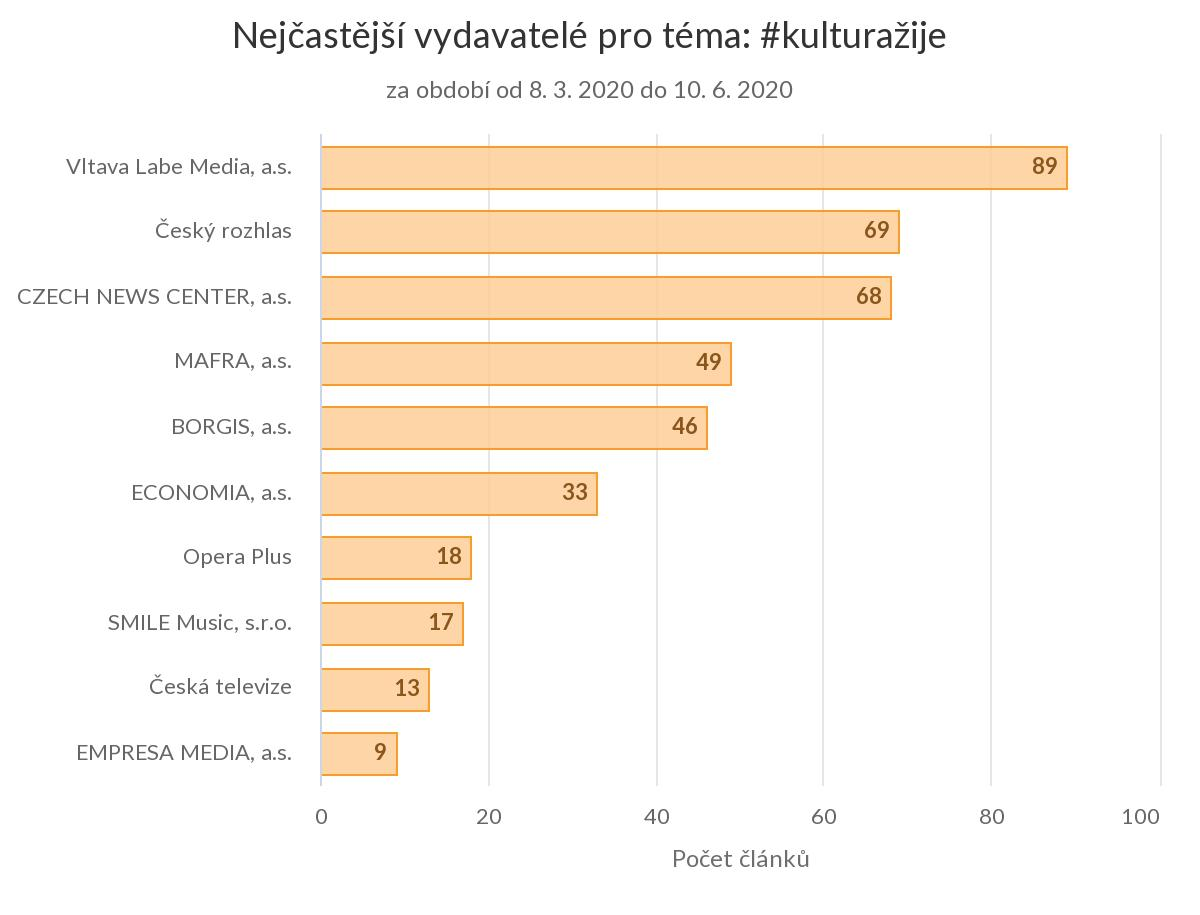 Nejčastější vydavatelé pro téma: #kulturažije
za období od 8. 3. 2020 do 10. 6. 2020
Vltava Labe Media, a.s. 89
Český rozhlas 69
CZECH NEWS CENTER, a.s. 68
MAFRA, a.s. 49
BORGIS, a.s. 46
ECONOMIA, a.s. 33
Opera Plus 18
SMILE Music, s.r.o. 17
Česká televize 13
EMPRESA MEDIA, a.s. 9
0 20 40 60 80 100
Počet článků